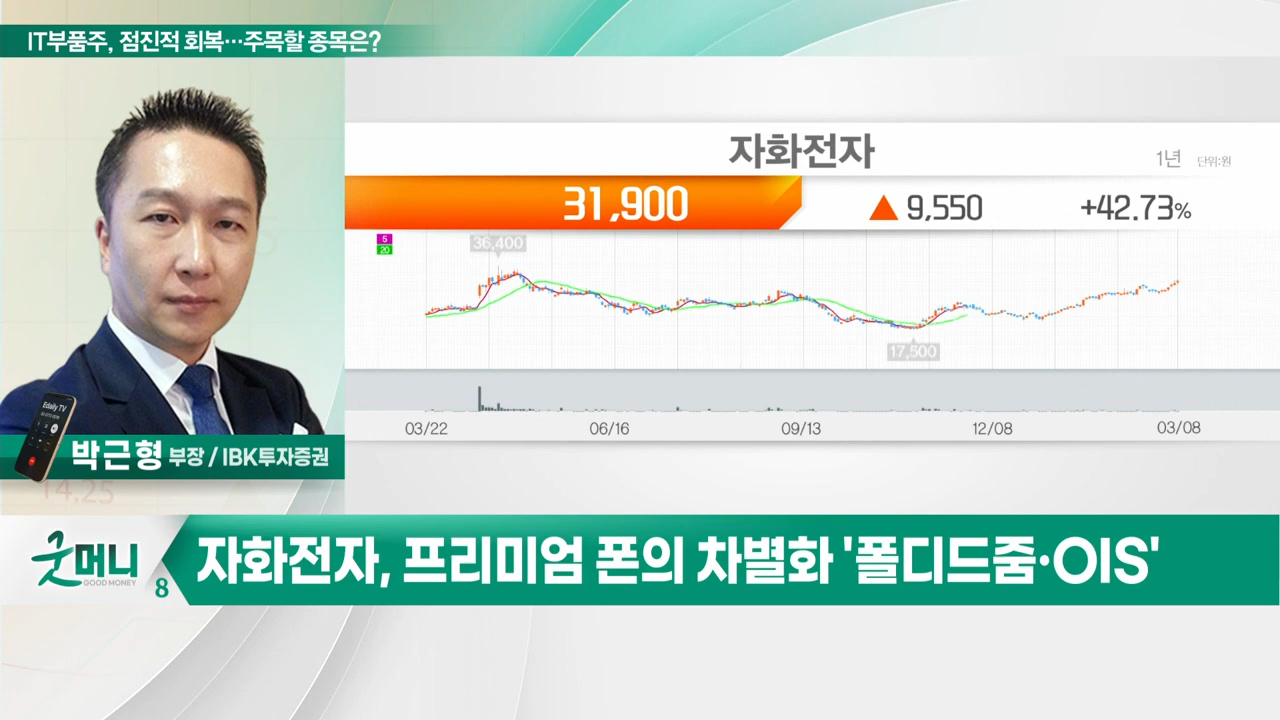 IT부품주, 점진적 회복…주목할 종목은?
자화전자
1년 단위:원
31,900 ▲ 9,550 +42.73%
5
20
36,400
17,500
03/22 06/16 09/13 12/08 03/08
Edaily TV
박근형 부장 / IBK투자증권
14.25
굿머니
GOOD MONEY
8
자화전자, 프리미엄 폰의 차별화 '폴디드줌·OIS'